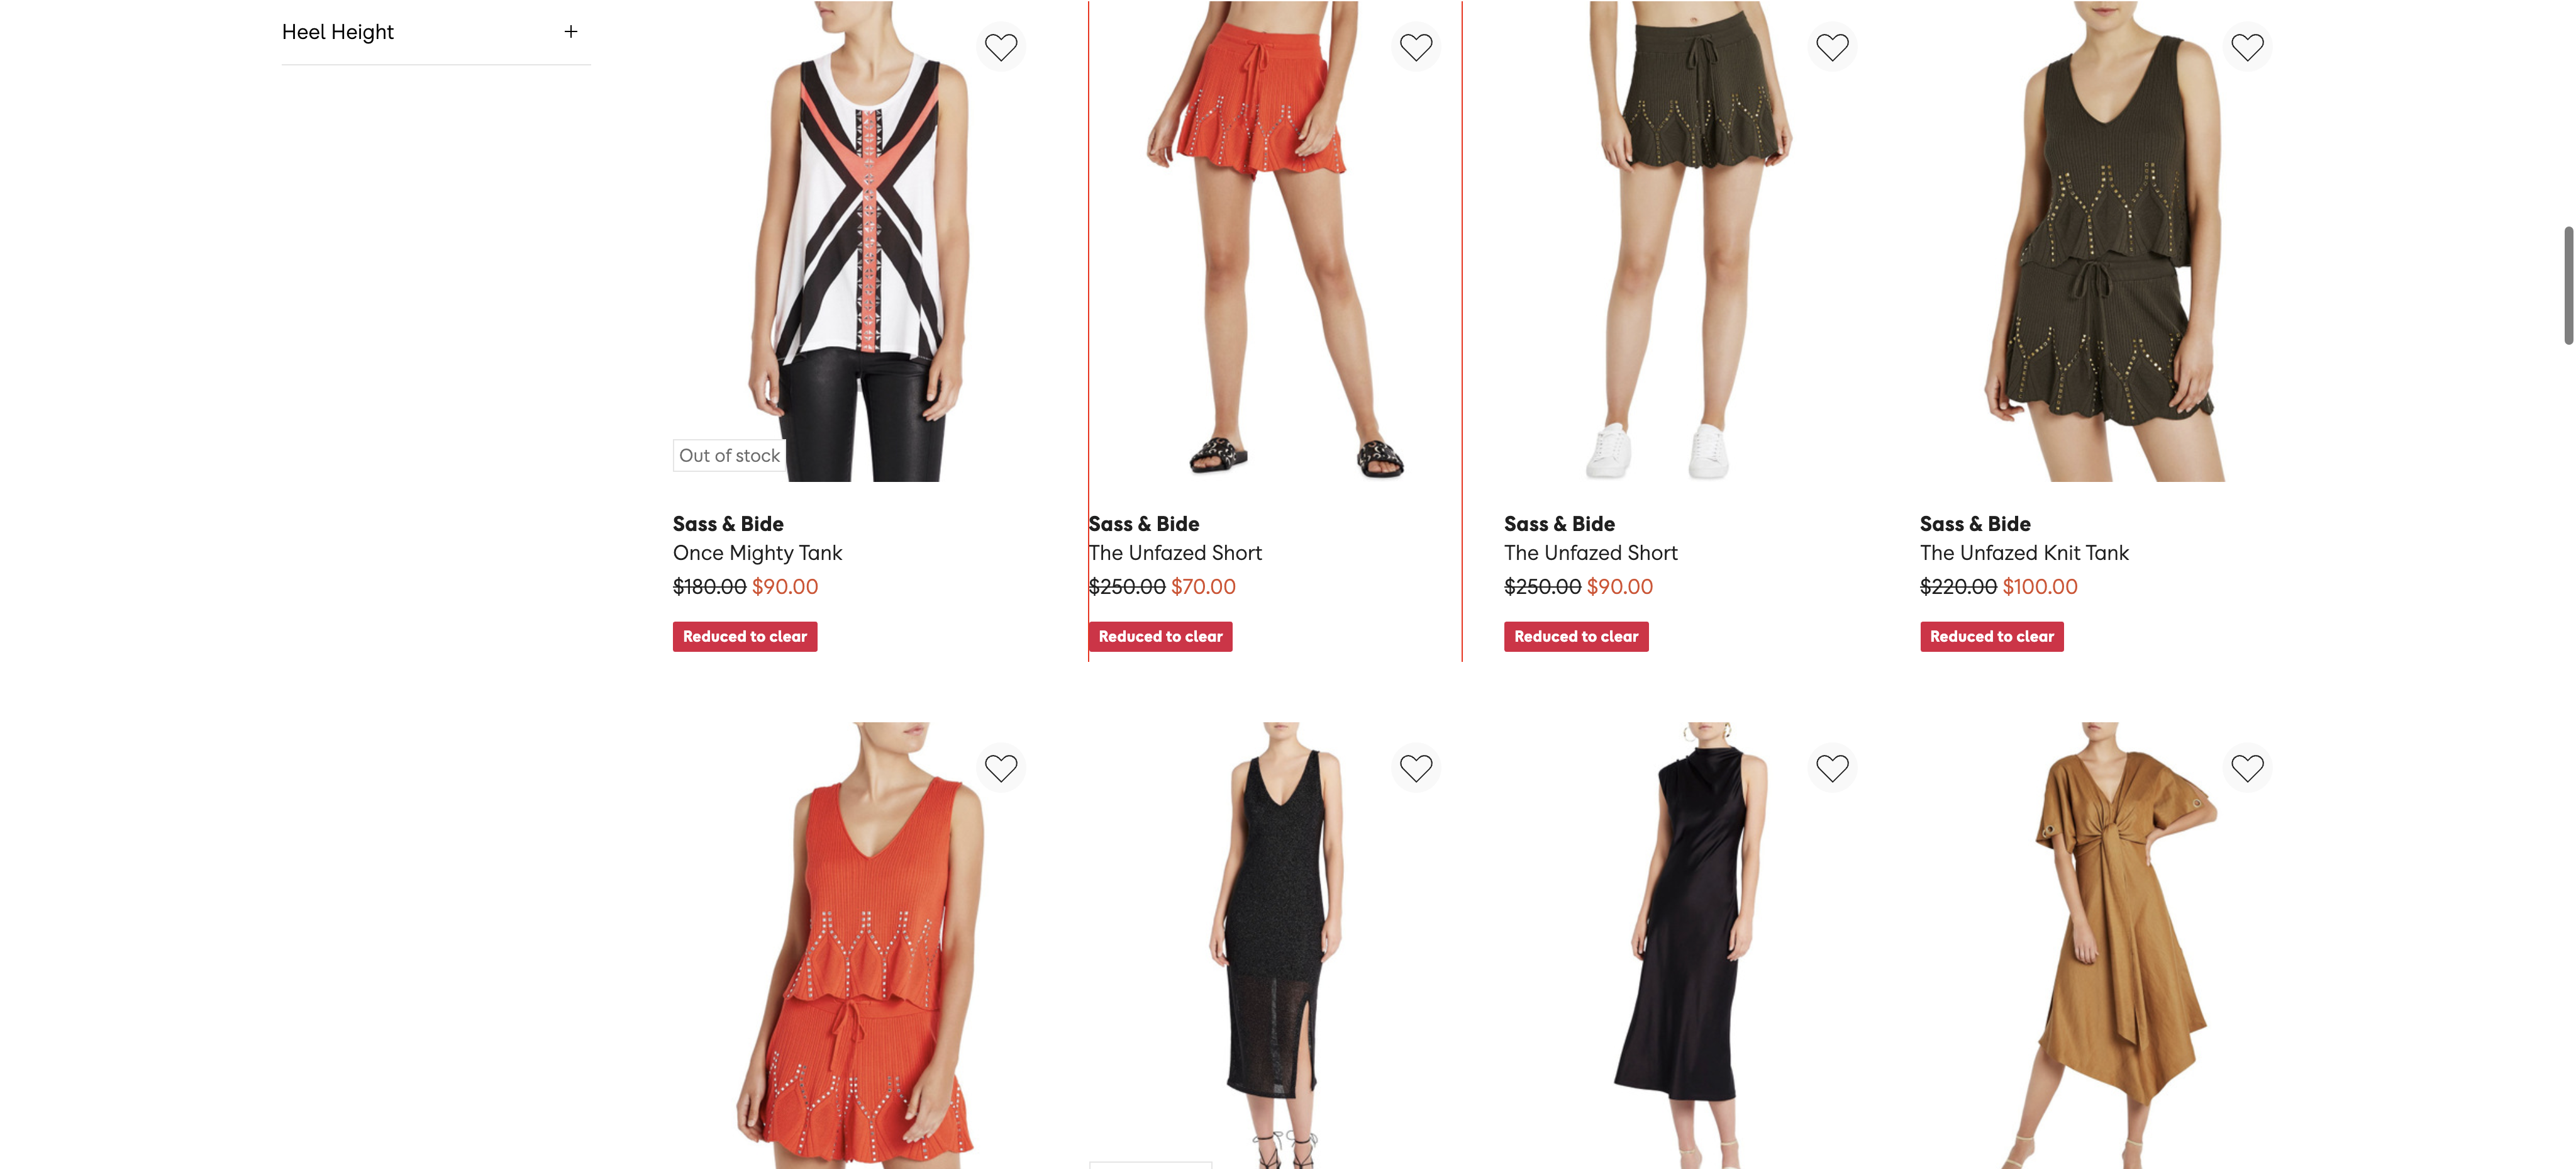 Heel Height
Out of stock
Sass & Bide
Once Mighty Tank
$180.00 $90.00
Reduced to clear
Sass & Bide
The Unfazed Short
$250.00 $70.00
Reduced to clear
Sass & Bide
The Unfazed Short
$250.00 $90.00
Reduced to clear
Sass & Bide
The Unfazed Knit Tank
$220.00 $100.00
Reduced to clear